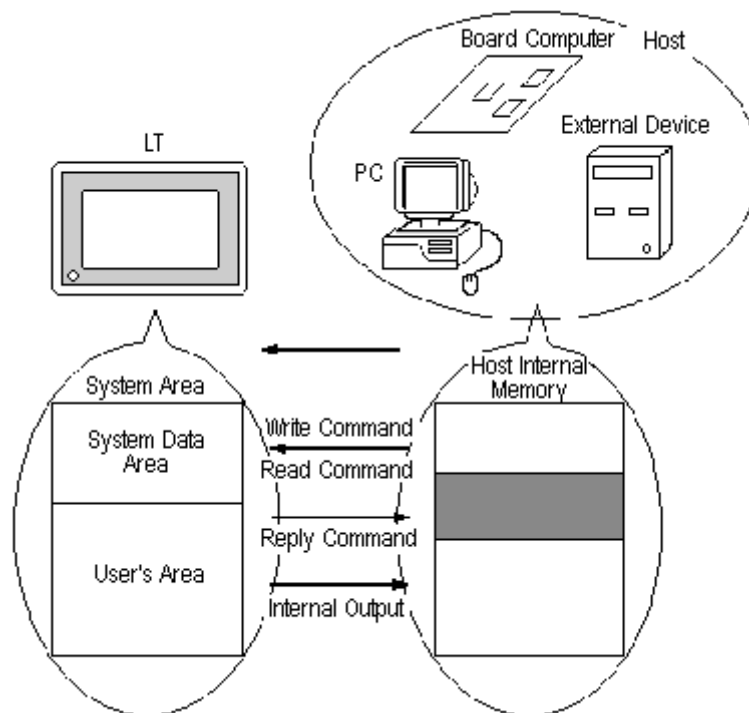 Board Computer
Host
External Device
LT
PC
System Area
Host Internal
Memory
System Data
Area
Write Command
Read Command
Reply Command
User's Area
Internal Output